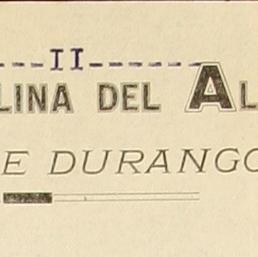 ---II-------
LINA DEL AL
E DURANGO